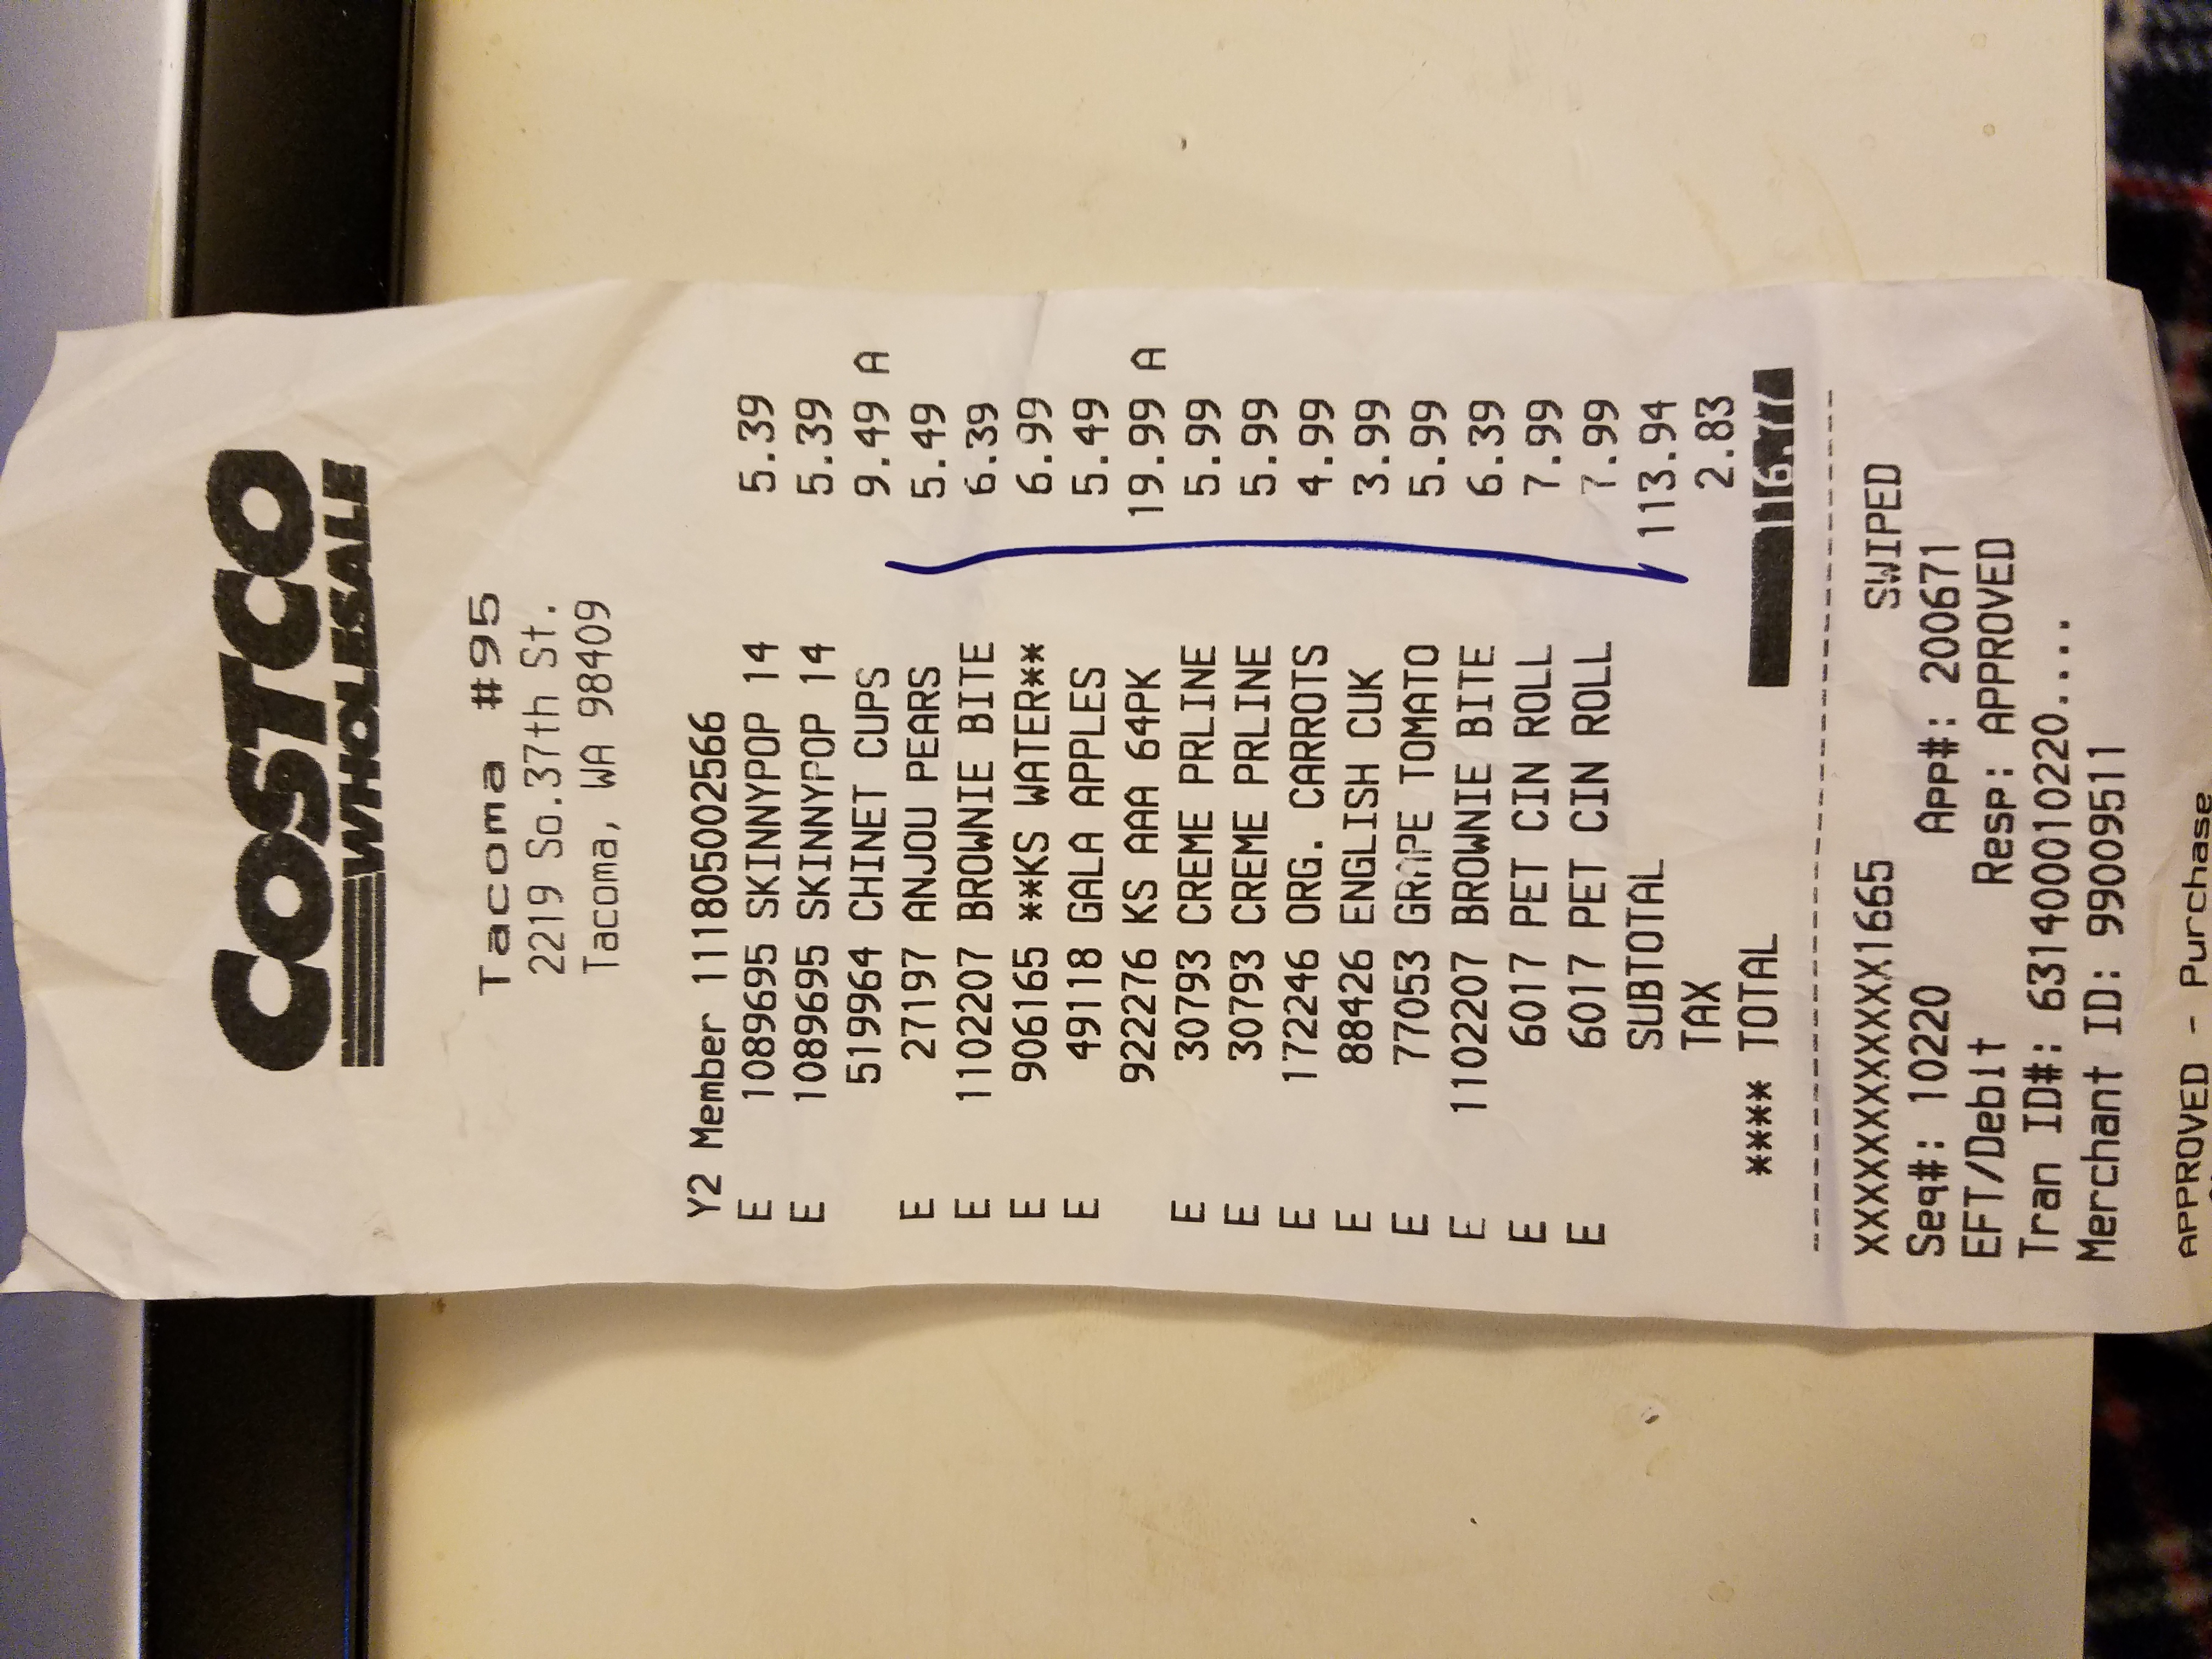 COSTCO
WHOLESALE
Tacoma #95
2219 So.37th St.
Tacoma, WA 98409
Y2 Member 111805002566
E 1089695 SKINNYPOP 14 5.39
E 1089695 SKINNYPOP 14 5.39
519964 CHINET CUPS 9.49 A
E 27197 ANJOU PEARS 5.49
E 1102207 BROWNIE BITE 6.39
E 906165 **KS WATER** 6.99
E 49118 GALA APPLES 5.49
922276 KS AAA 64PK 19.99 A
E 30793 CREME PRLINE 5.99
E 30793 CREME PRLINE 5.99
E 172246 ORG. CARROTS 4.99
E 88426 ENGLISH CUK 3.99
E 77053 GRAPE TOMATO 5.99
E 1102207 BROWNIE BITE 6.39
E 6017 PET CIN ROLL 7.99
E 6017 PET CIN ROLL 7.99
SUBTOTAL 113.94
TAX 2.83
**** TOTAL 116.77
XXXXXXXXXXXX1665 SWIPED
Seq#: 10220 App#: 200671
EFT/Debit Resp: APPROVED
Tran ID#: 631400010220....
Merchant ID: 99009511
APPROVED - Purchase